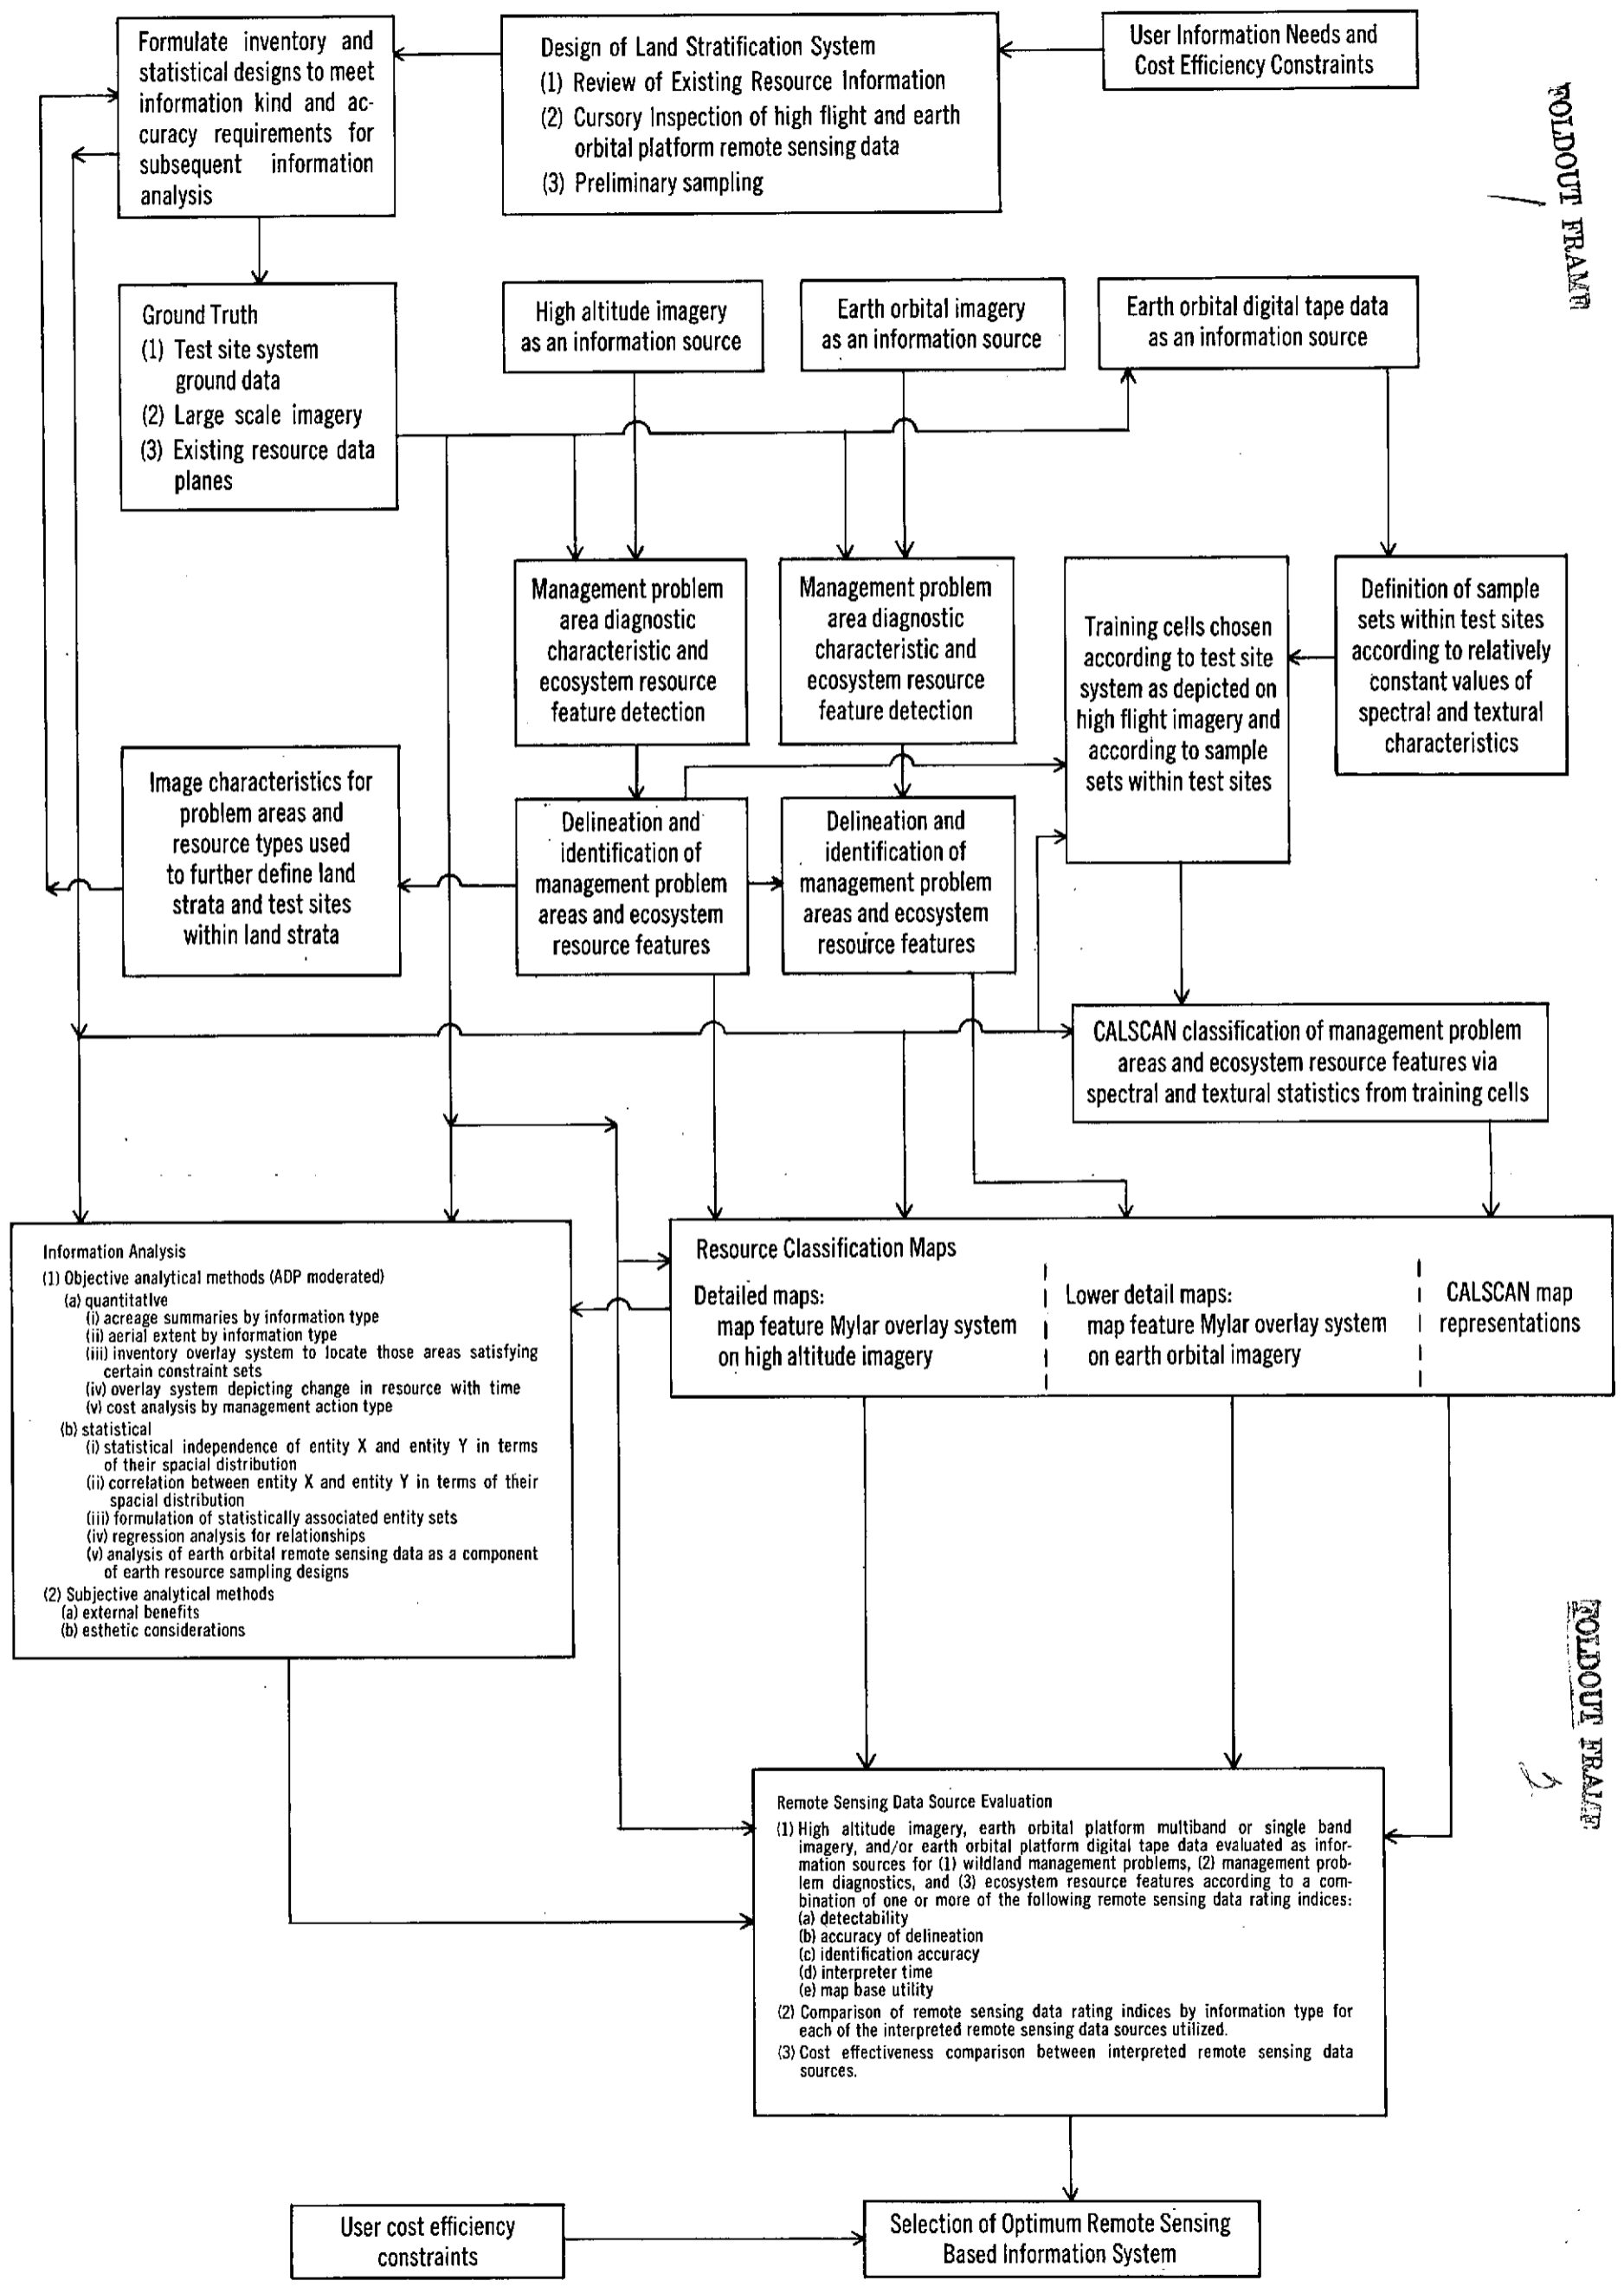 Formulate inventory and
statistical designs to meet
information kind and ac-
curacy requirements for
subsequent information
analysis
Design of Land Stratification System
(1) Review of Existing Resource Information
(2) Cursory Inspection of high flight and earth
orbital platform remote sensing data
(3) Preliminary sampling
User Information Needs and
Cost Efficiency Constraints
FOLDOUT FRAME
Ground Truth
(1) Test site system
ground data
(2) Large scale imagery
(3) Existing resource data
planes
High altitude imagery
as an information source
Earth orbital imagery
as an information source
Earth orbital digital tape data
as an information source
Management problem
area diagnostic
characteristic and
ecosystem resource
feature detection
Management problem
area diagnostic
characteristic and
ecosystem resource
feature detection
Training cells chosen
according to test site
system as depicted on
high flight imagery and
according to sample
sets within test sites
Definition of sample
sets within test sites
according to relatively
constant values of
spectral and textural
characteristics
Image characteristics for
problem areas and
resource types used
to further define land
strata and test sites
within land strata
Delineation and
identification of
management problem
areas and ecosystem
resource features
Delineation and
identification of
management problem
areas and ecosystem
resource features
CALSCAN classification of management problem
areas and ecosystem resource features via
spectral and textural statistics from training cells
Information Analysis
(1) Objective analytical methods (ADP moderated)
(a) quantitative
(i) acreage summaries by information type
(ii) aerial extent by information type
(iii) inventory overlay system to locate those areas satisfying
certain constraint sets
(iv) overlay system depicting change in resource with time
(v) cost analysis by management action type
(b) statistical
(i) statistical independence of entity X and entity Y in terms
of their spacial distribution
(ii) correlation between entity X and entity Y in terms of their
spacial distribution
(iii) formulation of statistically associated entity sets
(iv) regression analysis for relationships
(v) analysis of earth orbital remote sensing data as a component
of earth resource sampling designs
(2) Subjective analytical methods
(a) external benefits
(b) esthetic considerations
Resource Classification Maps
Detailed maps:
map feature Mylar overlay system
on high altitude imagery
Lower detail maps:
map feature Mylar overlay system
on earth orbital imagery
CALSCAN map
representations
FOLDOUT FRAME
2
Remote Sensing Data Source Evaluation
(1) High altitude imagery, earth orbital platform multiband or single band
imagery, and/or earth orbital platform digital tape data evaluated as infor-
mation sources for (1) wildland management problems, (2) management prob-
lem diagnostics, and (3) ecosystem resource features according to a com-
bination of one or more of the following remote sensing data rating indices:
(a) detectability
(b) accuracy of delineation
(c) identification accuracy
(d) interpreter time
(e) map base utility
(2) Comparison of remote sensing data rating indices by information type for
each of the interpreted remote sensing data sources utilized.
(3) Cost effectiveness comparison between interpreted remote sensing data
sources.
User cost efficiency
constraints
Selection of Optimum Remote Sensing
Based Information System